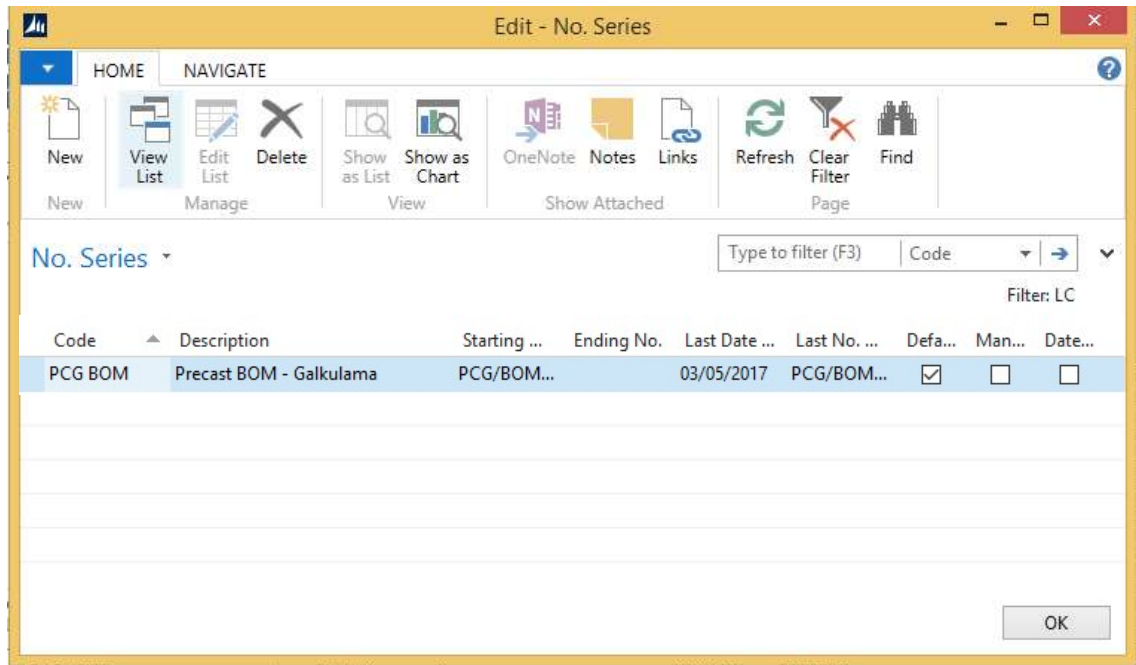 Edit - No. Series
HOME NAVIGATE
New View List Edit List Delete Show as List Show as Chart OneNote Notes Links Refresh Clear Filter Find
New Manage View Show Attached Page
No. Series Type to filter (F3) Code
Filter: LC
Code Description Starting ... Ending No. Last Date ... Last No. ... Defa... Man... Date...
PCG BOM Precast BOM - Galkulama PCG/BOM... 03/05/2017 PCG/BOM...
OK